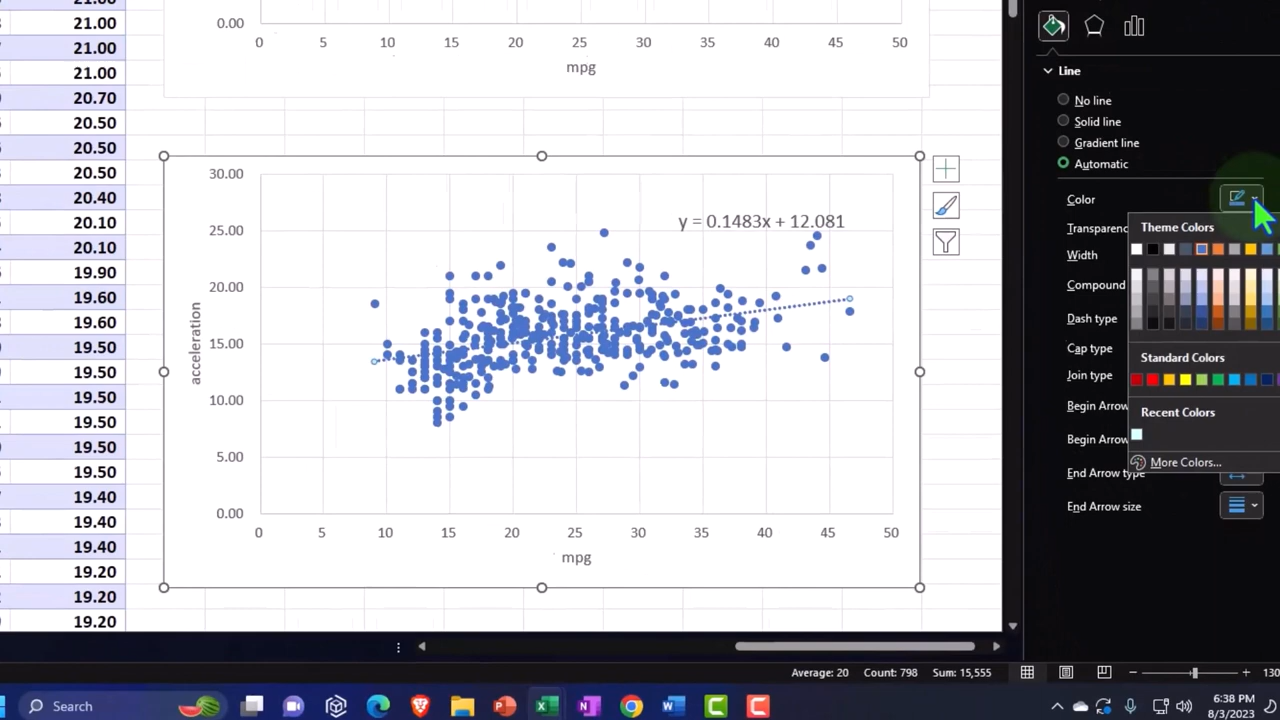 21.00
21.00
21.00
20.70
20.50
20.50
20.50
20.40
20.10
20.10
19.90
19.60
19.60
19.50
19.50
19.50
19.50
19.50
19.50
19.40
19.40
19.40
19.20
19.20
19.20
0.00
0 5 10 15 20 25 30 35 40 45 50
mpg
30.00
25.00
20.00
15.00
10.00
5.00
0.00
acceleration
y = 0.1483x + 12.081
0 5 10 15 20 25 30 35 40 45 50
mpg
Line
No line
Solid line
Gradient line
Automatic
Color
Transparenc
Width
Compound
Dash type
Cap type
Join type
Begin Arrow
Begin Arrow
End Arrow type
End Arrow size
Theme Colors
Standard Colors
Recent Colors
More Colors...
Average: 20 Count: 798 Sum: 15,555
130
Search
6:38 PM
8/3/2023